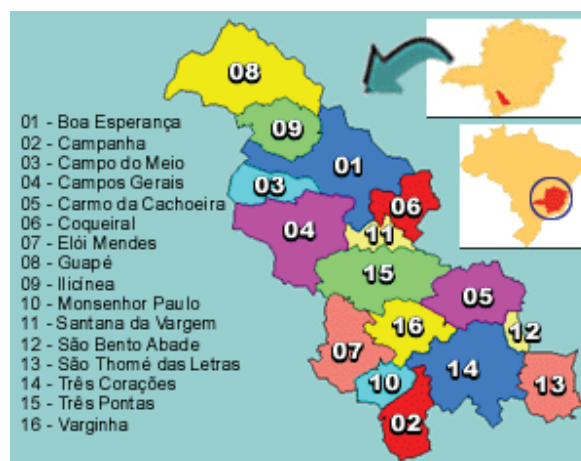 08
09
01 - Boa Esperança
02 - Campanha
03 - Campo do Meio
04 - Campos Gerais
05 - Carmo da Cachoeira
06 - Coqueiral
07 - Elói Mendes
08 - Guapé
09 - Ilicínea
10 - Monsenhor Paulo
11 - Santana da Vargem
12 - São Bento Abade
13 - São Thomé das Letras
14 - Três Corações
15 - Três Pontas
16 - Varginha
01
03
06
04
11
15
05
16
12
07
14
10
13
02